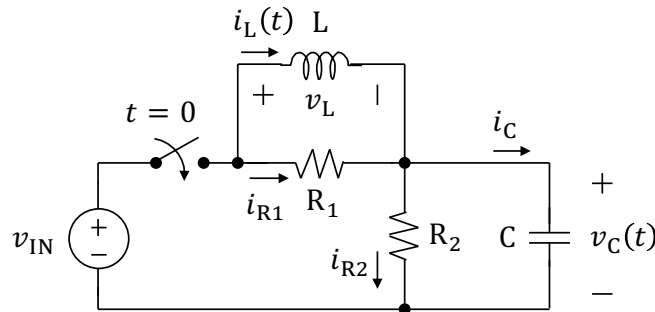 i_L(t) L
+ v_L −
t = 0
i_C
i_R1 R_1
+
v_IN + −
i_R2 R_2
C v_C(t)
−